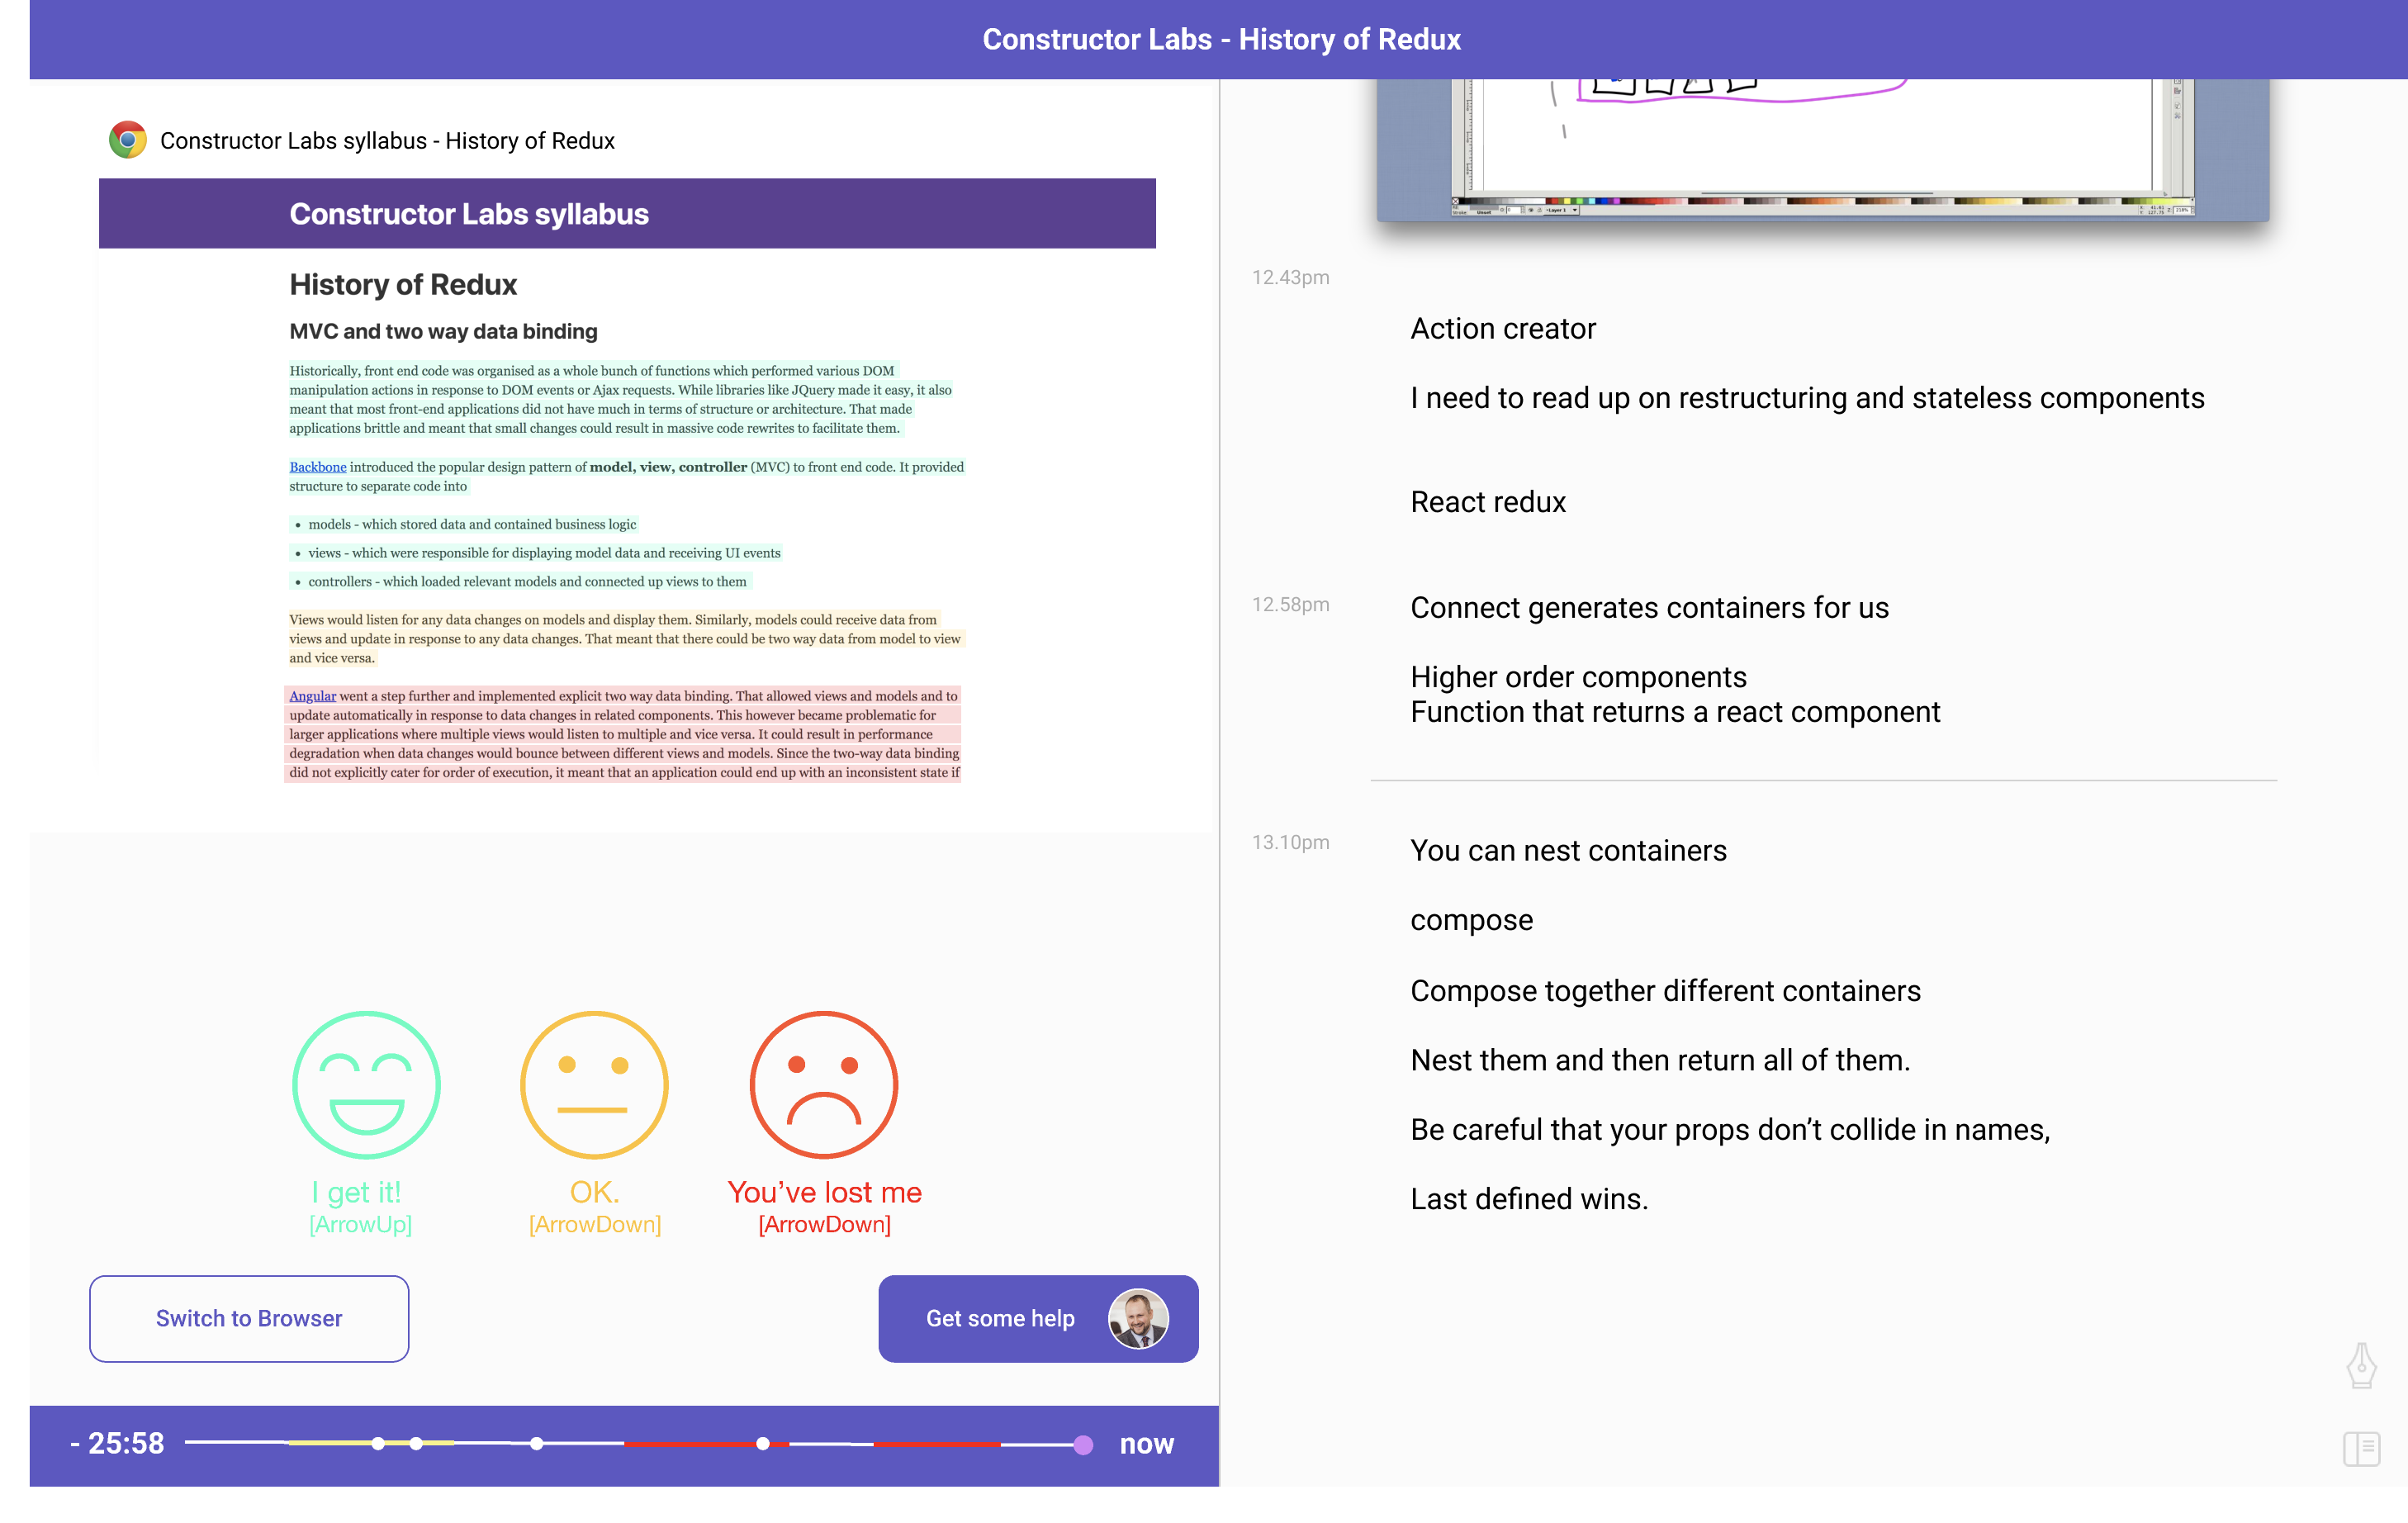 Constructor Labs - History of Redux
Constructor Labs syllabus - History of Redux
Constructor Labs syllabus
History of Redux
MVC and two way data binding
Historically, front end code was organised as a whole bunch of functions which performed various DOM
manipulation actions in response to DOM events or Ajax requests. While libraries like JQuery made it easy, it also
meant that most front-end applications did not have much in terms of structure or architecture. That made
applications brittle and meant that small changes could result in massive code rewrites to facilitate them.
Backbone introduced the popular design pattern of model, view, controller (MVC) to front end code. It provided
structure to separate code into
• models - which stored data and contained business logic
• views - which were responsible for displaying model data and receiving UI events
• controllers - which loaded relevant models and connected up views to them
Views would listen for any data changes on models and display them. Similarly, models could receive data from
views and update in response to any data changes. That meant that there could be two way data from model to view
and vice versa.
Angular went a step further and implemented explicit two way data binding. That allowed views and models and to
update automatically in response to data changes in related components. This however became problematic for
larger applications where multiple views would listen to multiple and vice versa. It could result in performance
degradation when data changes would bounce between different views and models. Since the two-way data binding
did not explicitly cater for order of execution, it meant that an application could end up with an inconsistent state if
I get it!
[ArrowUp]
OK.
[ArrowDown]
You've lost me
[ArrowDown]
Switch to Browser
Get some help
- 25:58
now
12.43pm
Action creator
I need to read up on restructuring and stateless components
React redux
12.58pm
Connect generates containers for us
Higher order components
Function that returns a react component
13.10pm
You can nest containers
compose
Compose together different containers
Nest them and then return all of them.
Be careful that your props don't collide in names,
Last defined wins.